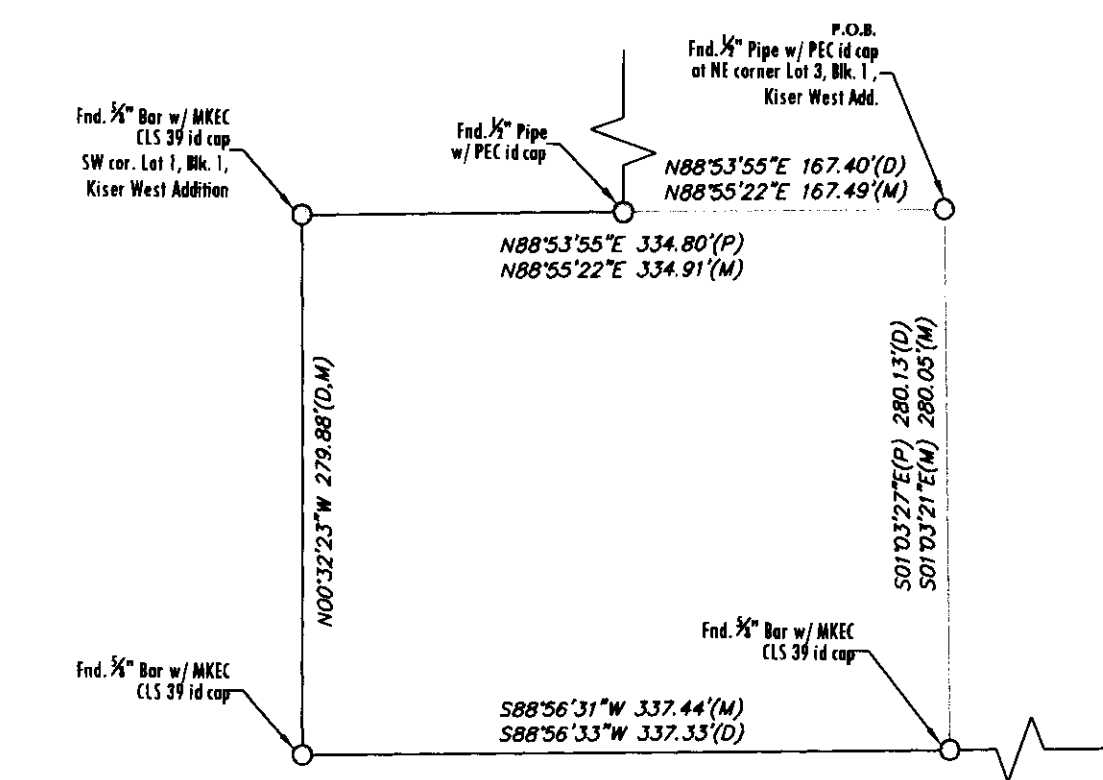 P.O.B.
Fnd. ½" Pipe w/ PEC id cap
at NE corner Lot 3, Blk. 1,
Kiser West Add.
Fnd. ⅝" Bar w/ MKEC
CLS 39 id cap
SW cor. Lot 1, Blk. 1,
Kiser West Addition
Fnd. ½" Pipe
w/ PEC id cap
N88°53'55"E 167.40'(D)
N88°55'22"E 167.49'(M)
N88°53'55"E 334.80'(P)
N88°55'22"E 334.91'(M)
N00°32'23"W 279.88'(D,M)
S01°03'27"E(P) 280.13'(D)
S01°03'21"E(M) 280.05'(M)
Fnd. ⅝" Bar w/ MKEC
CLS 39 id cap
Fnd. ⅝" Bar w/ MKEC
CLS 39 id cap
S88°56'31"W 337.44'(M)
S88°56'33"W 337.33'(D)